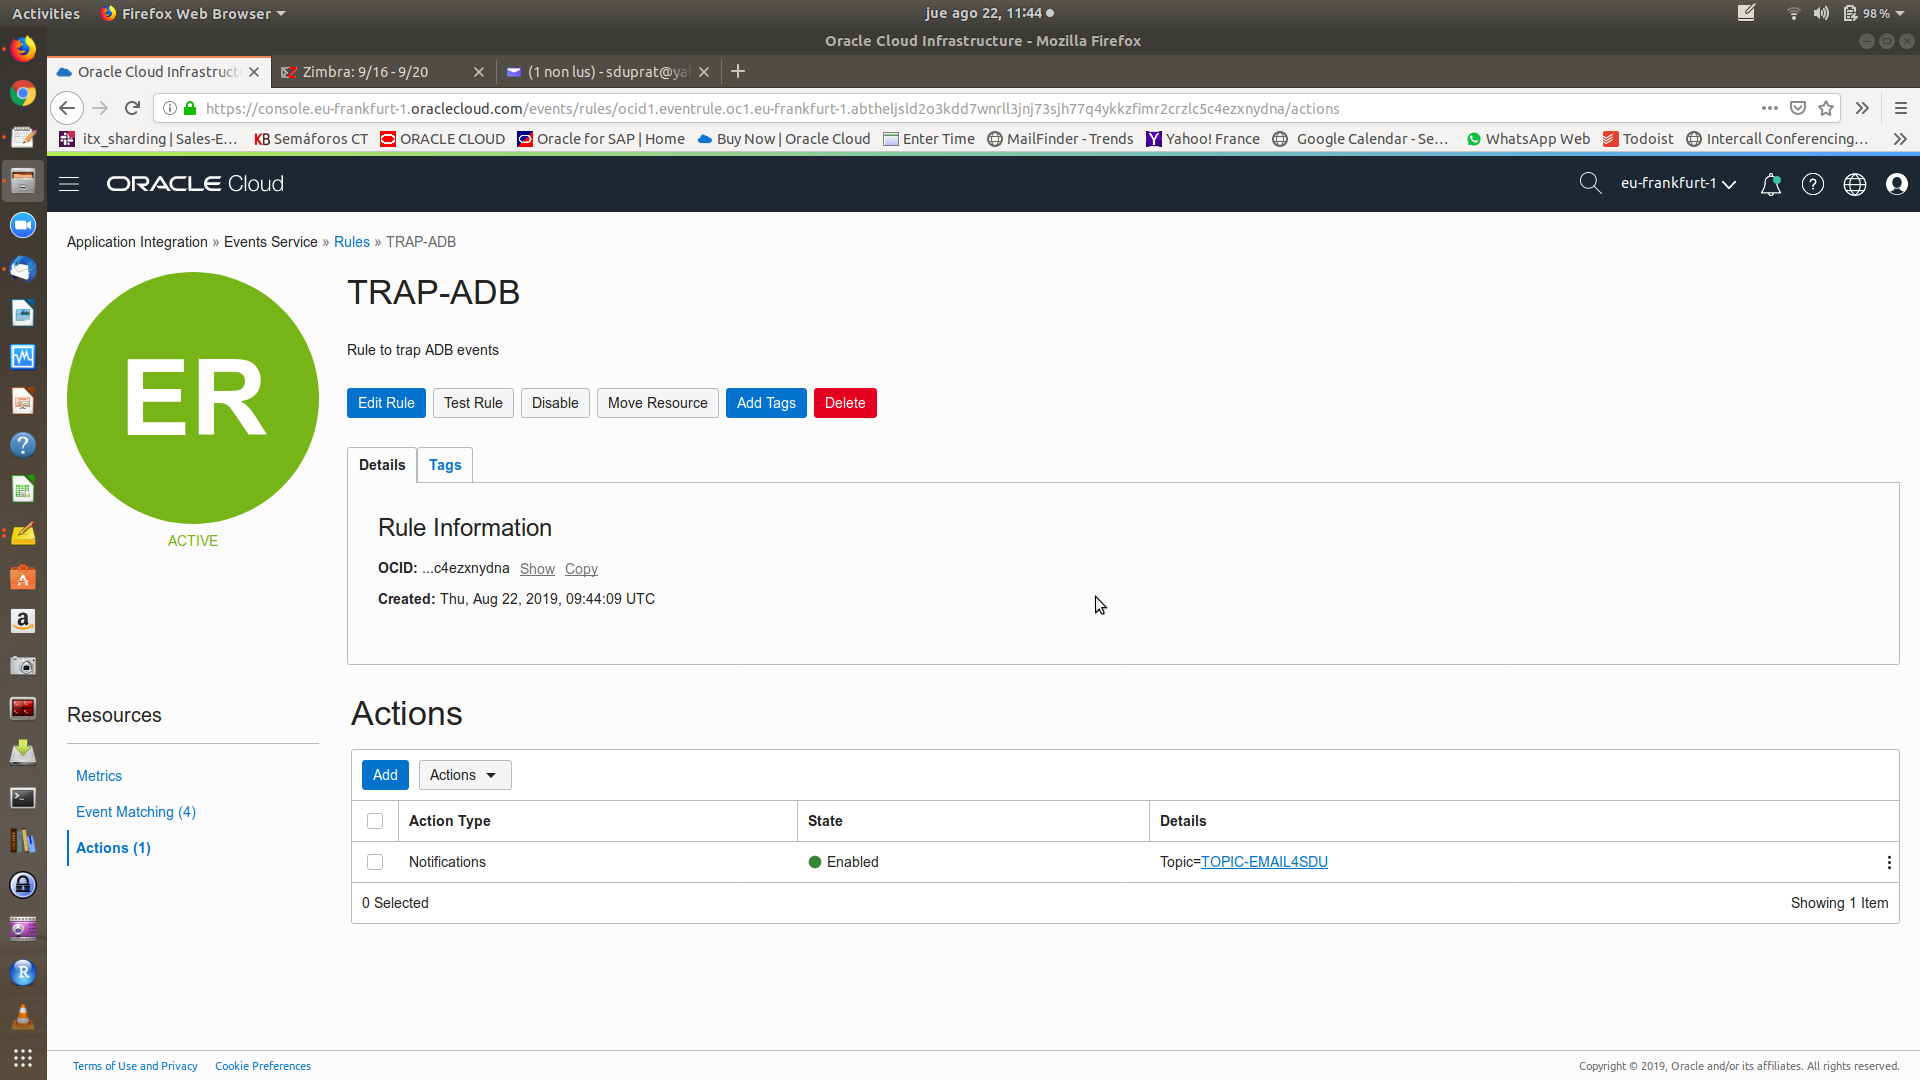 Activities Firefox Web Browser jue ago 22, 11:44 98 %
Oracle Cloud Infrastructure - Mozilla Firefox
Oracle Cloud Infrastruct Zimbra: 9/16 - 9/20 (1 non lus) - sduprat@ya
https://console.eu-frankfurt-1.oraclecloud.com/events/rules/ocid1.eventrule.oc1.eu-frankfurt-1.abtheljsld2o3kdd7wnrll3jnj73sjh77q4ykkzfimr2crzlc5c4ezxnydna/actions
itx_sharding | Sales-E... KB Semáforos CT ORACLE CLOUD Oracle for SAP | Home Buy Now | Oracle Cloud Enter Time MailFinder - Trends Yahoo! France Google Calendar - Se... WhatsApp Web Todoist Intercall Conferencing...
ORACLE Cloud eu-frankfurt-1
Application Integration » Events Service » Rules » TRAP-ADB
ER
ACTIVE
TRAP-ADB
Rule to trap ADB events
Edit Rule Test Rule Disable Move Resource Add Tags Delete
Details Tags
Rule Information
OCID: ...c4ezxnydna Show Copy
Created: Thu, Aug 22, 2019, 09:44:09 UTC
Resources
Metrics
Event Matching (4)
Actions (1)
Actions
Add Actions
Action Type State Details
Notifications Enabled Topic=TOPIC-EMAIL4SDU
0 Selected Showing 1 Item
Terms of Use and Privacy Cookie Preferences Copyright © 2019, Oracle and/or its affiliates. All rights reserved.